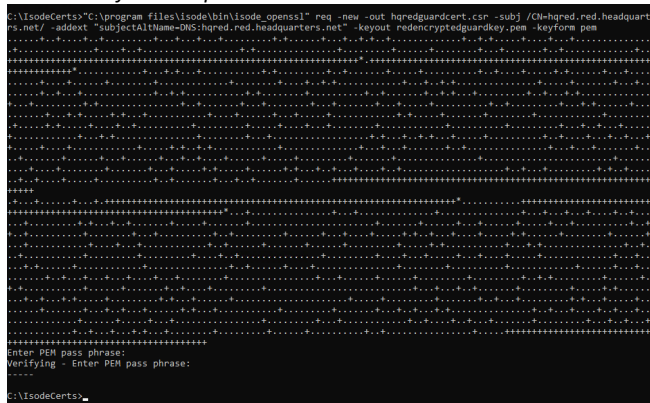 C:\IsodeCerts>"C:\program files\isode\bin\isode_openssl" req -new -out hqredguardcert.csr -subj /CN=hqred.red.headquart
rs.net/ -addext "subjectAltName=DNS:hqred.red.headquarters.net" -keyout redencryptedguardkey.pem -keyform pem
Enter PEM pass phrase:
Verifying - Enter PEM pass phrase:
-----
C:\IsodeCerts>